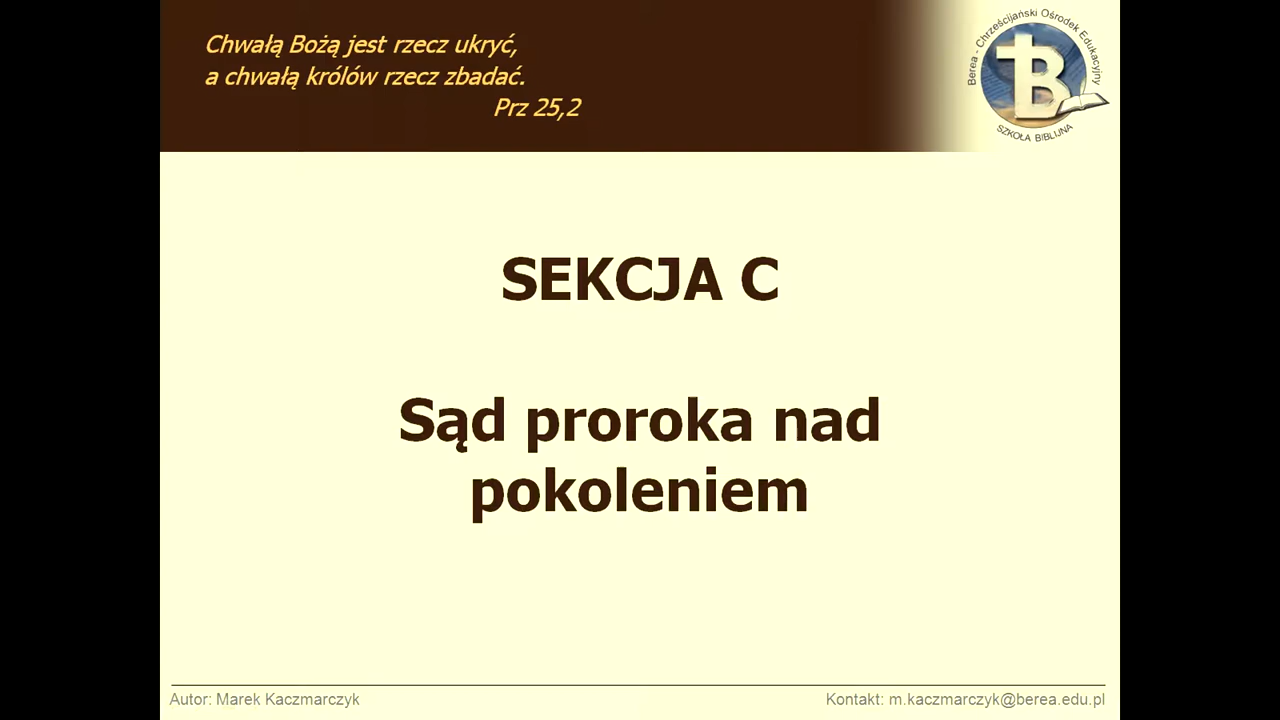 Chwałą Bożą jest rzecz ukryć,
a chwałą królów rzecz zbadać.
Prz 25,2
Berea - Chrześcijański Ośrodek Edukacyjny
B
SZKOŁA BIBLIJNA
SEKCJA C
Sąd proroka nad
pokoleniem
Autor: Marek Kaczmarczyk
Kontakt: m.kaczmarczyk@berea.edu.pl